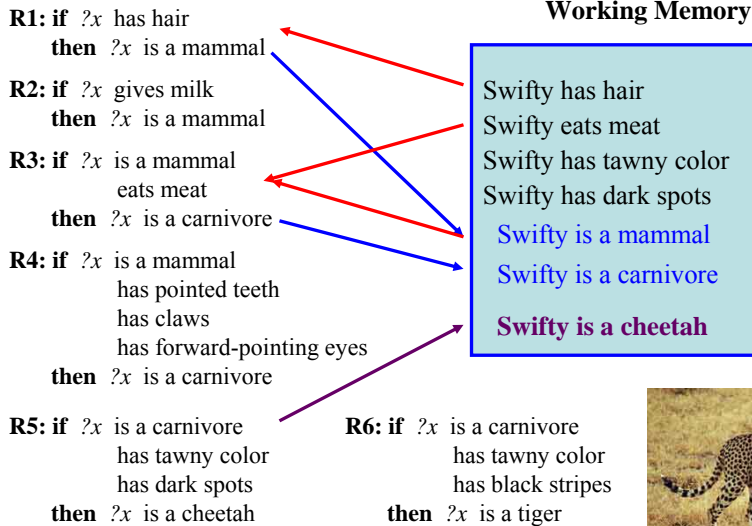 R1: if ?x has hair
then ?x is a mammal
R2: if ?x gives milk
then ?x is a mammal
R3: if ?x is a mammal
eats meat
then ?x is a carnivore
R4: if ?x is a mammal
has pointed teeth
has claws
has forward-pointing eyes
then ?x is a carnivore
R5: if ?x is a carnivore
has tawny color
has dark spots
then ?x is a cheetah
R6: if ?x is a carnivore
has tawny color
has black stripes
then ?x is a tiger
Working Memory
Swifty has hair
Swifty eats meat
Swifty has tawny color
Swifty has dark spots
Swifty is a mammal
Swifty is a carnivore
Swifty is a cheetah